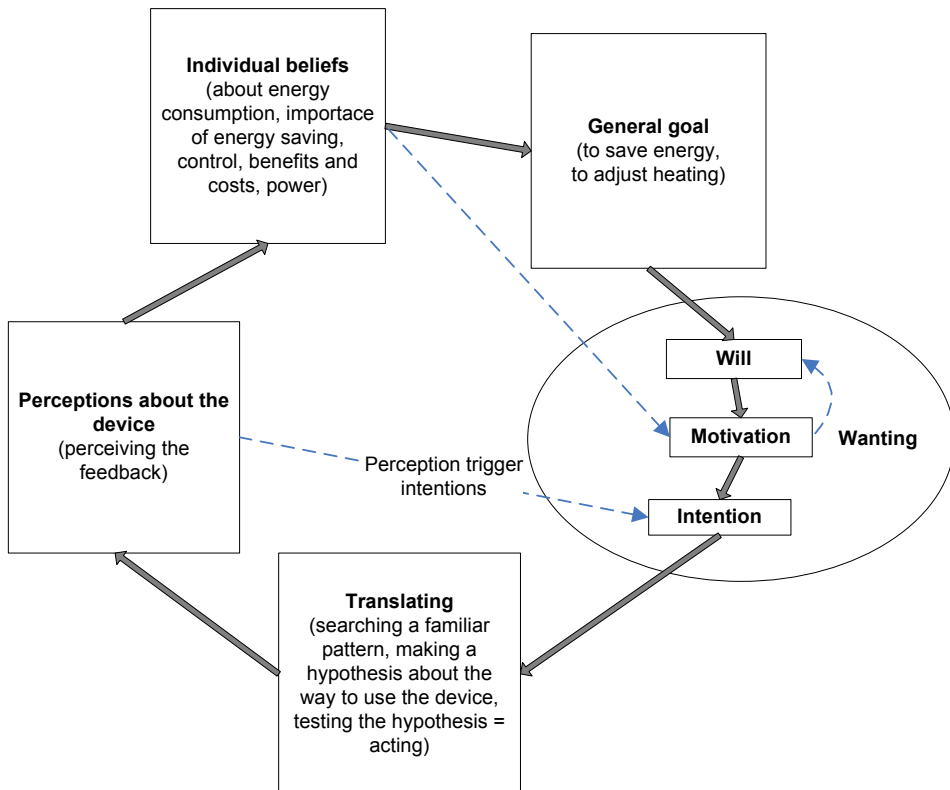 Individual beliefs
(about energy
consumption, importace
of energy saving,
control, benefits and
costs, power)
General goal
(to save energy,
to adjust heating)
Will
Motivation
Wanting
Intention
Perceptions about the
device
(perceiving the
feedback)
Perception trigger
intentions
Translating
(searching a familiar
pattern, making a
hypothesis about the
way to use the device,
testing the hypothesis =
acting)